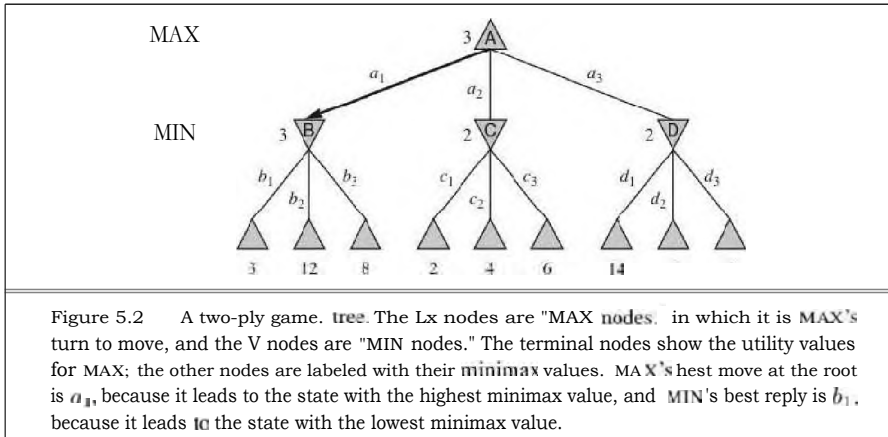 MAX
3 A
a1 a2 a3
MIN
3 B 2 C 2 D
b1 b2 b3 c1 c2 c3 d1 d2 d3
3 12 8 2 4 6 14
Figure 5.2 A two-ply game. tree. The Lx nodes are "MAX nodes. in which it is MAX's
turn to move, and the V nodes are "MIN nodes." The terminal nodes show the utility values
for MAX; the other nodes are labeled with their minimax values. MAX's hest move at the root
is a1, because it leads to the state with the highest minimax value, and MIN's best reply is b1,
because it leads to the state with the lowest minimax value.